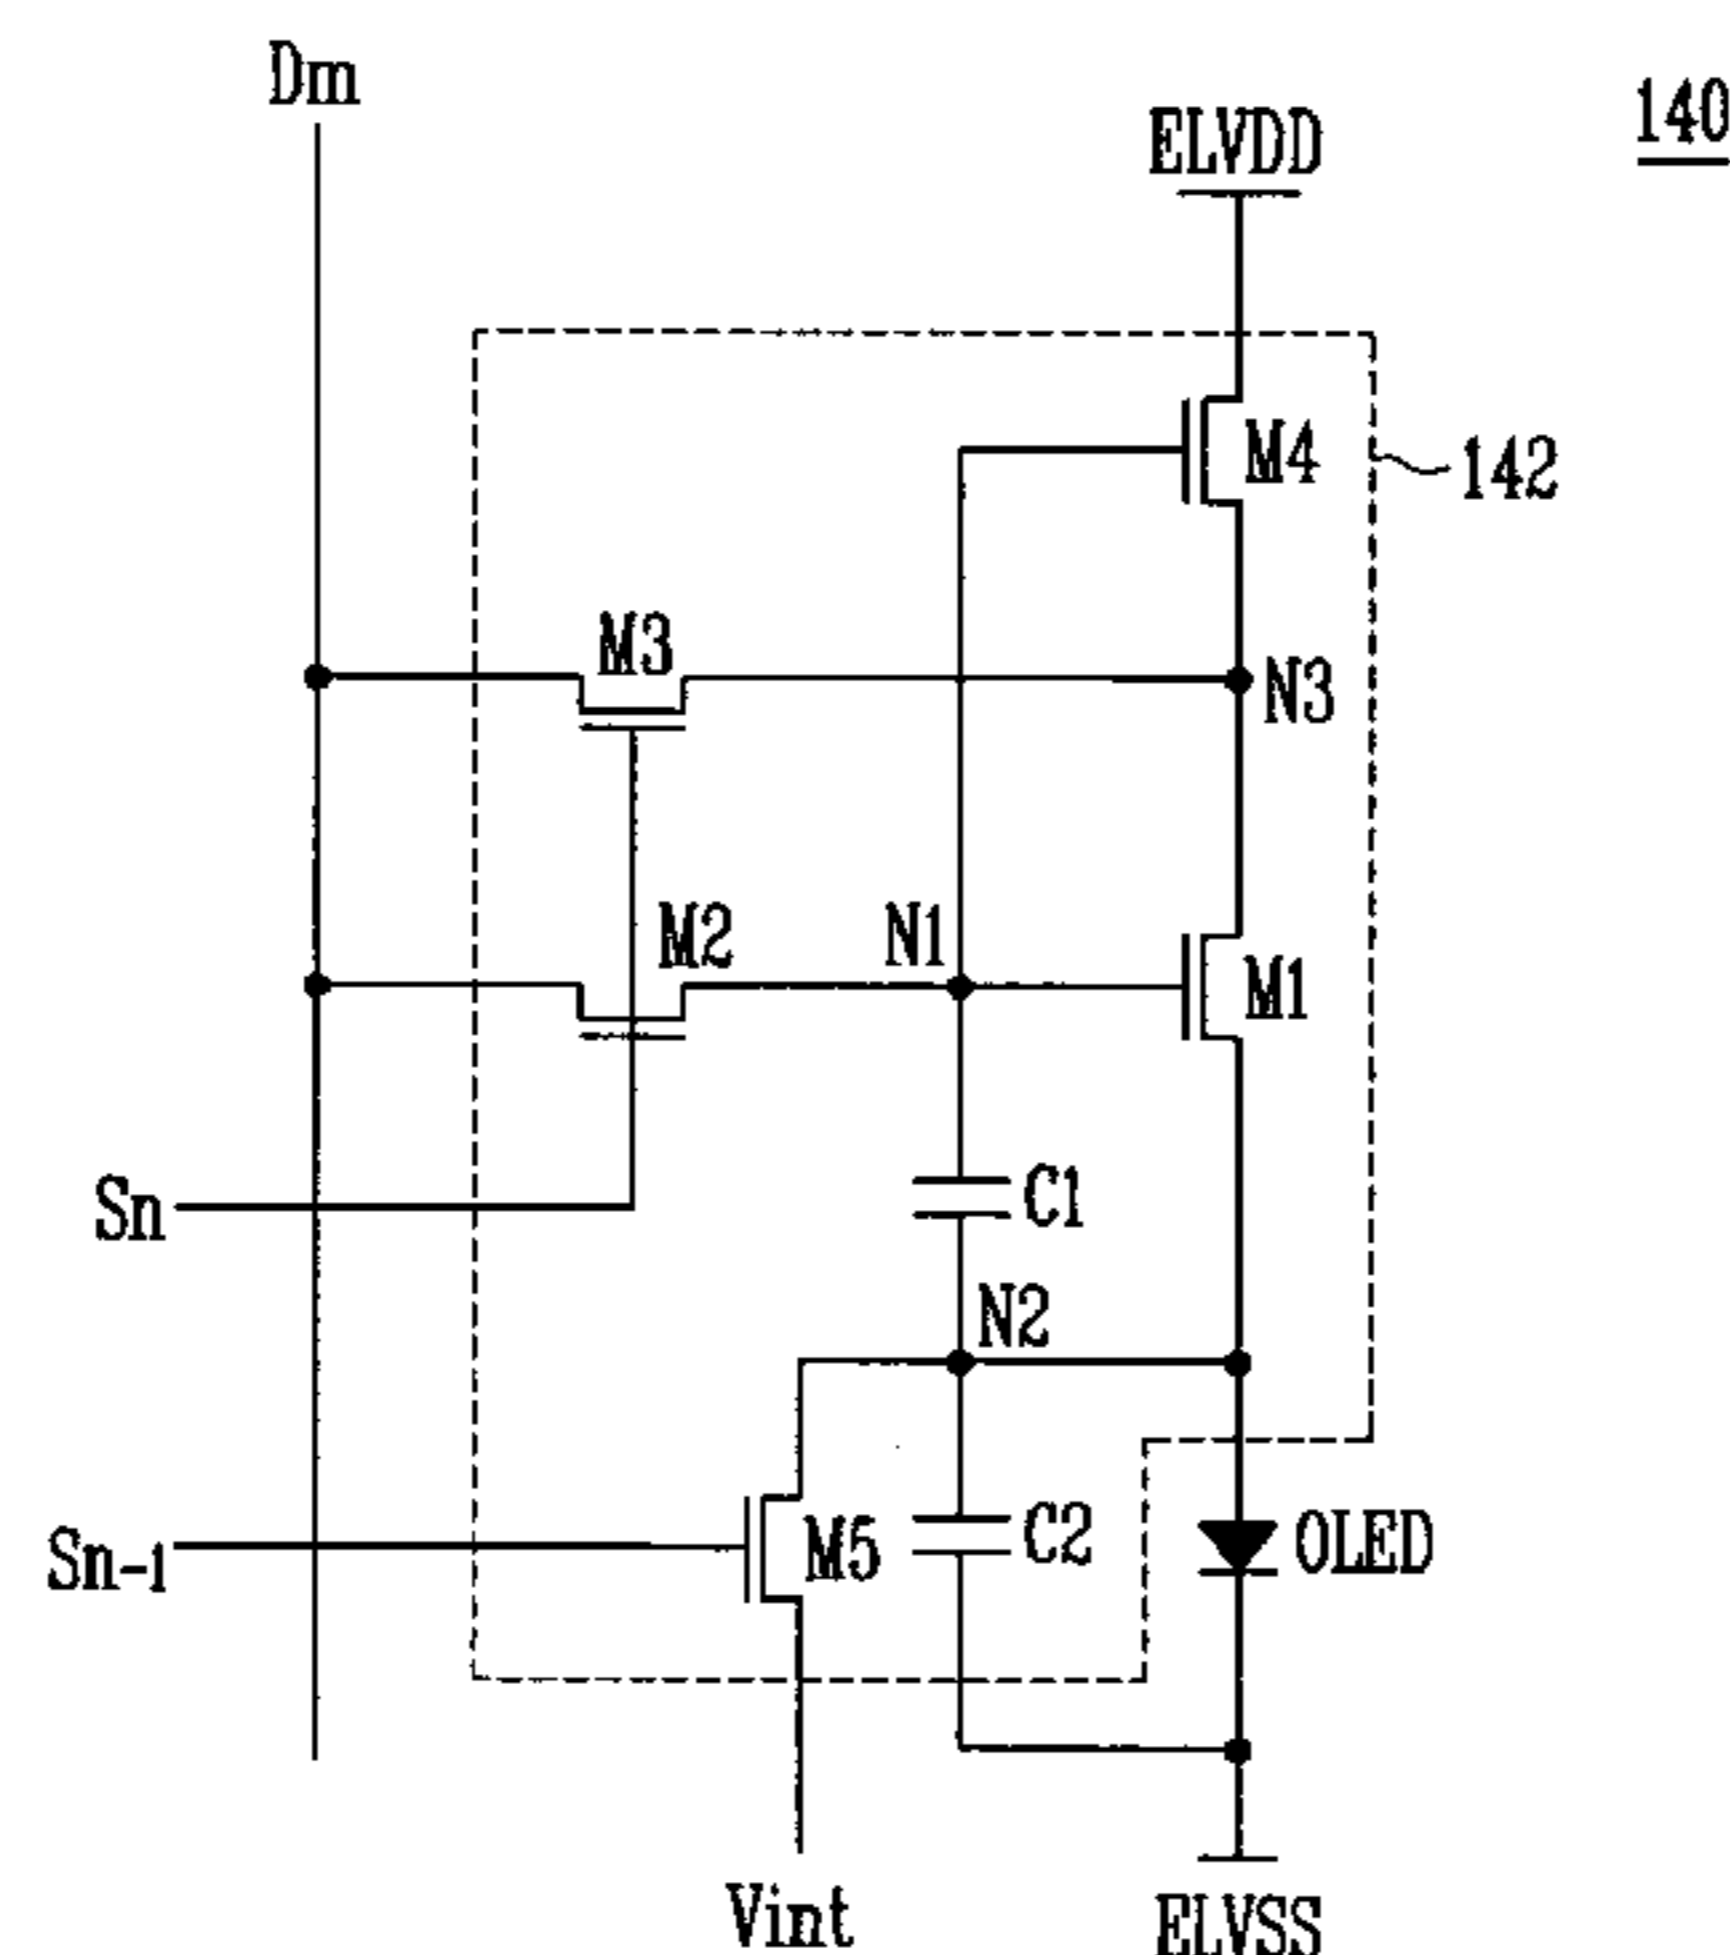 Dm
140
ELVDD
M4
142
M3
N3
M2
N1
M1
Sn
C1
N2
Sn-1
M5
C2
OLED
Vint
ELVSS